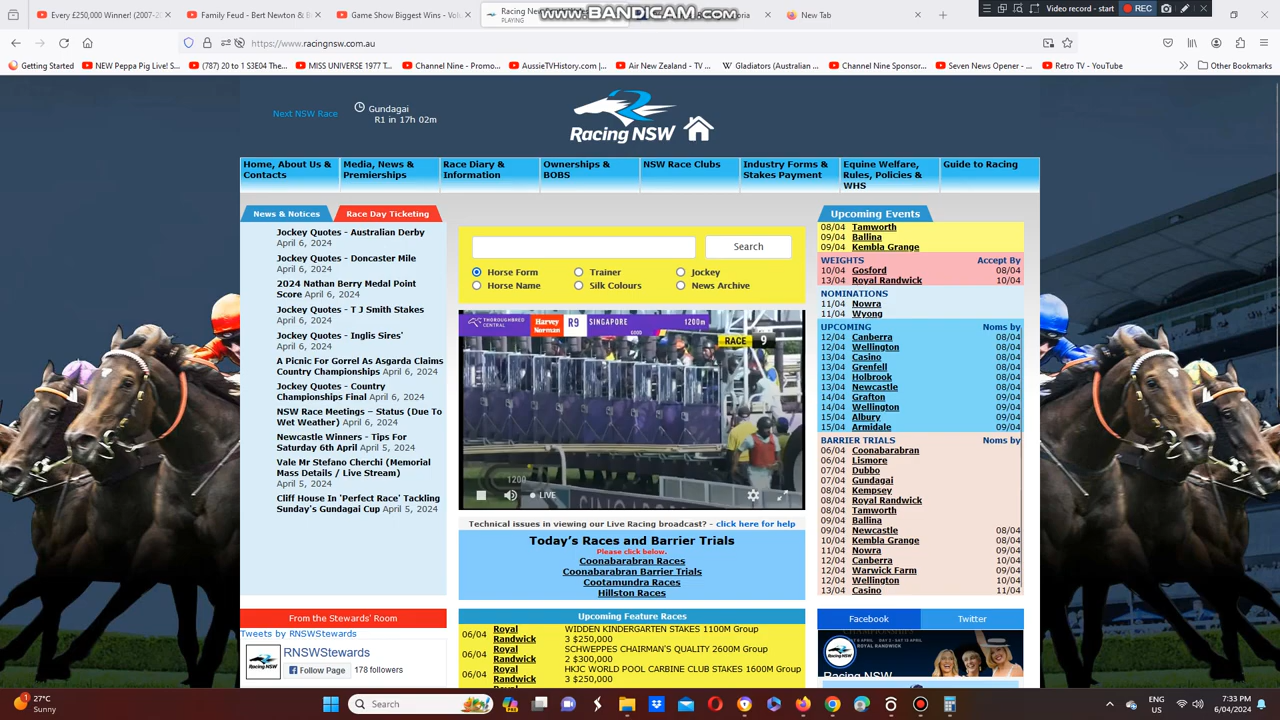 Every £250,000 Winner! (2007-20
Family Feud - Bert Newton & B
Game Show Biggest Wins - Volu
Racing New
PLAYING
www.BANDICAM.com
New Tab
Video record - start
REC
https://www.racingnsw.com.au
Getting Started
NEW Peppa Pig Live! S...
(787) 20 to 1 S3E04 The...
MISS UNIVERSE 1977 T...
Channel Nine - Promo...
AussieTVHistory.com |...
Air New Zealand - TV ...
Gladiators (Australian ...
Channel Nine Sponsor...
Seven News Opener - ...
Retro TV - YouTube
Other Bookmarks
Next NSW Race
Gundagai
R1 in 17h 02m
Racing NSW
Home, About Us & Contacts
Media, News & Premierships
Race Diary & Information
Ownerships & BOBS
NSW Race Clubs
Industry Forms & Stakes Payment
Equine Welfare, Rules, Policies & WHS
Guide to Racing
News & Notices
Race Day Ticketing
Jockey Quotes - Australian Derby
April 6, 2024
Jockey Quotes - Doncaster Mile
April 6, 2024
2024 Nathan Berry Medal Point
Score April 6, 2024
Jockey Quotes - T J Smith Stakes
April 6, 2024
Jockey Quotes - Inglis Sires'
April 6, 2024
A Picnic For Gorrel As Asgarda Claims
Country Championships April 6, 2024
Jockey Quotes - Country
Championships Final April 6, 2024
NSW Race Meetings – Status (Due To
Wet Weather) April 6, 2024
Newcastle Winners - Tips For
Saturday 6th April April 5, 2024
Vale Mr Stefano Cherchi (Memorial
Mass Details / Live Stream)
April 5, 2024
Cliff House In 'Perfect Race' Tackling
Sunday's Gundagai Cup April 5, 2024
Search
Horse Form
Trainer
Jockey
Horse Name
Silk Colours
News Archive
THOROUGHBRED CENTRAL
Harvey Norman
R9
SINGAPORE
1200m
GOOD
RACE 9
1200
LIVE
Technical issues in viewing our Live Racing broadcast? - click here for help
Today's Races and Barrier Trials
Please click below.
Coonabarabran Races
Coonabarabran Barrier Trials
Cootamundra Races
Hillston Races
Upcoming Feature Races
06/04 Royal Randwick WIDDEN KINDERGARTEN STAKES 1100M Group 3 $250,000
06/04 Royal Randwick SCHWEPPES CHAIRMAN'S QUALITY 2600M Group 2 $300,000
06/04 Royal Randwick HKJC WORLD POOL CARBINE CLUB STAKES 1600M Group 3 $250,000
Upcoming Events
08/04 Tamworth
09/04 Ballina
09/04 Kembla Grange
WEIGHTS Accept By
10/04 Gosford 08/04
13/04 Royal Randwick 10/04
NOMINATIONS
11/04 Nowra
11/04 Wyong
UPCOMING Noms by
12/04 Canberra 08/04
12/04 Wellington 08/04
13/04 Casino 08/04
13/04 Grenfell 08/04
13/04 Holbrook 08/04
13/04 Newcastle 08/04
14/04 Grafton 09/04
14/04 Wellington 09/04
15/04 Albury 09/04
15/04 Armidale 09/04
BARRIER TRIALS Noms by
06/04 Coonabarabran
06/04 Lismore
07/04 Dubbo
07/04 Gundagai
08/04 Kempsey
08/04 Royal Randwick
08/04 Tamworth
09/04 Ballina
09/04 Newcastle 08/04
10/04 Kembla Grange 08/04
11/04 Nowra 09/04
12/04 Canberra 10/04
12/04 Warwick Farm 09/04
12/04 Wellington 10/04
13/04 Casino 11/04
From the Stewards' Room
Tweets by RNSWStewards
RNSWStewards
Follow Page
178 followers
Facebook
Twitter
ROYAL RANDWICK
Racing NSW
27°C
Sunny
Search
ENG
US
7:33 PM
6/04/2024